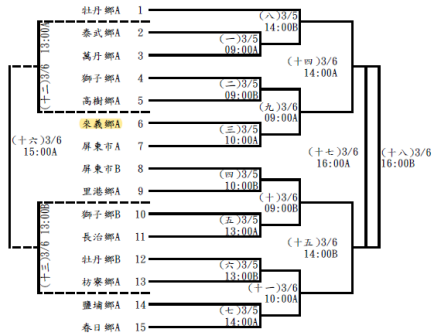 牡丹鄉A 1
泰武鄉A 2
萬丹鄉A 3
獅子鄉A 4
高樹鄉A 5
來義鄉A 6
屏東市A 7
屏東市B 8
里港鄉A 9
獅子鄉B 10
長治鄉A 11
牡丹鄉B 12
枋寮鄉A 13
鹽埔鄉A 14
春日鄉A 15
(一)3/5
09:00A
(二)3/5
09:00B
(三)3/5
10:00A
(四)3/5
10:00B
(五)3/5
13:00A
(六)3/5
13:00B
(七)3/5
14:00A
(八)3/5
14:00B
(九)3/6
09:00A
(十)3/6
09:00B
(十一)3/6
10:00A
(十二)3/6 13:00A
(十三)3/6 13:00B
(十四)3/6
14:00A
(十五)3/6
14:00B
(十六)3/6
15:00A
(十七)3/6
16:00A
(十八)3/6
16:00B